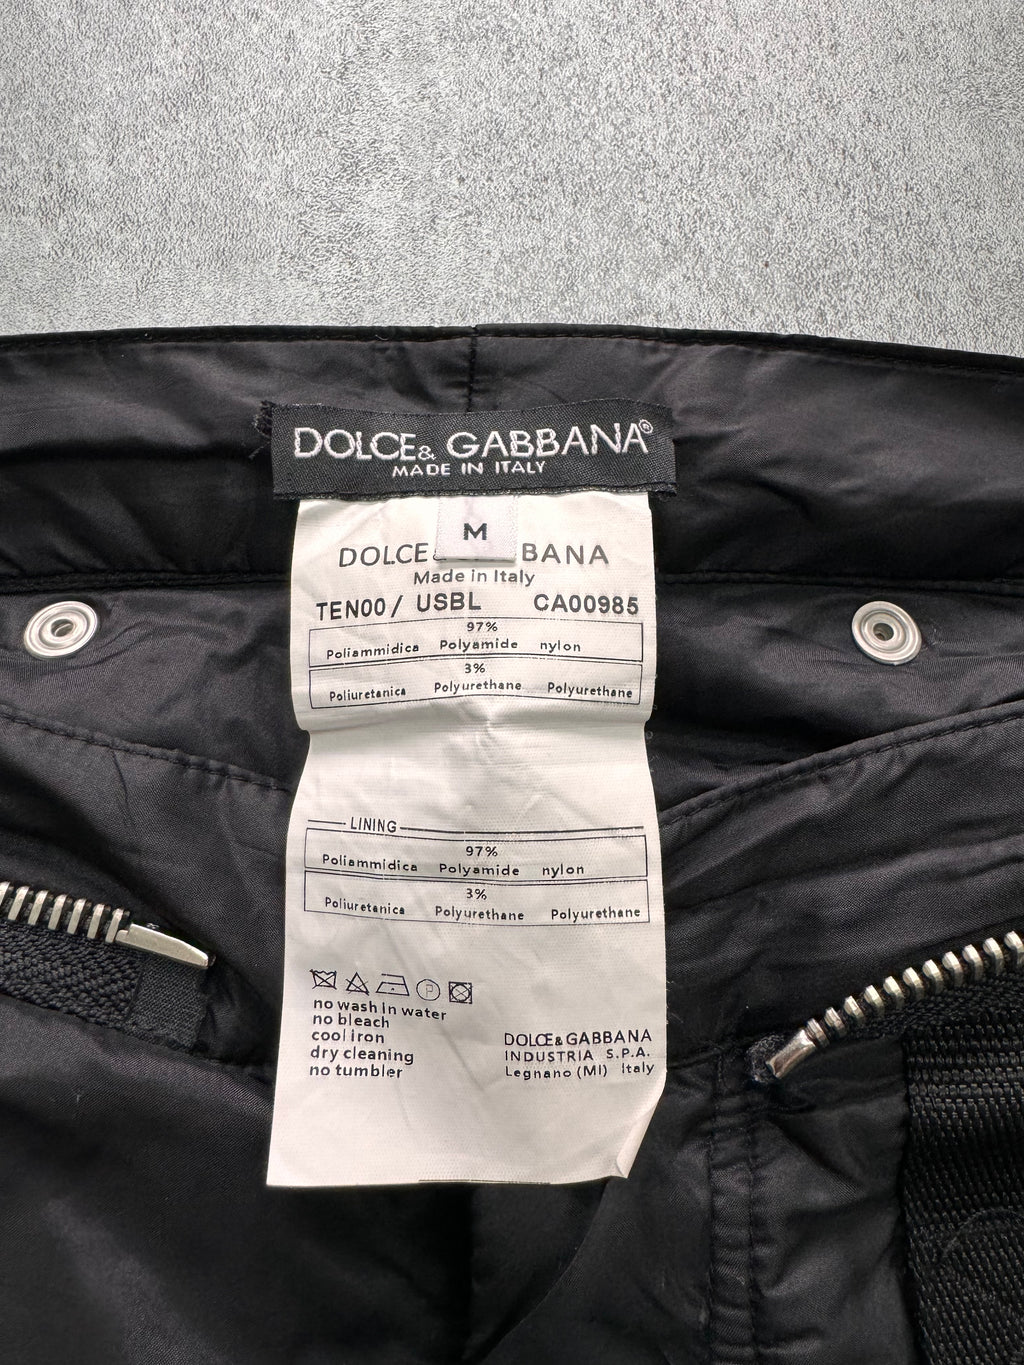 DOLCE & GABBANA®
MADE IN ITALY
M
DOLCE BANA
Made in Italy
TEN00/ USBL CA00985
97%
Poliammidica Polyamide nylon
3%
Poliuretanica Polyurethane Polyurethane
LINING
97%
Poliammidica Polyamide nylon
3%
Poliuretanica Polyurethane Polyurethane
P
no wash in water
no bleach
cool iron
dry cleaning
no tumbler
DOLCE & GABBANA
INDUSTRIA S.P.A.
Legnano (MI) Italy